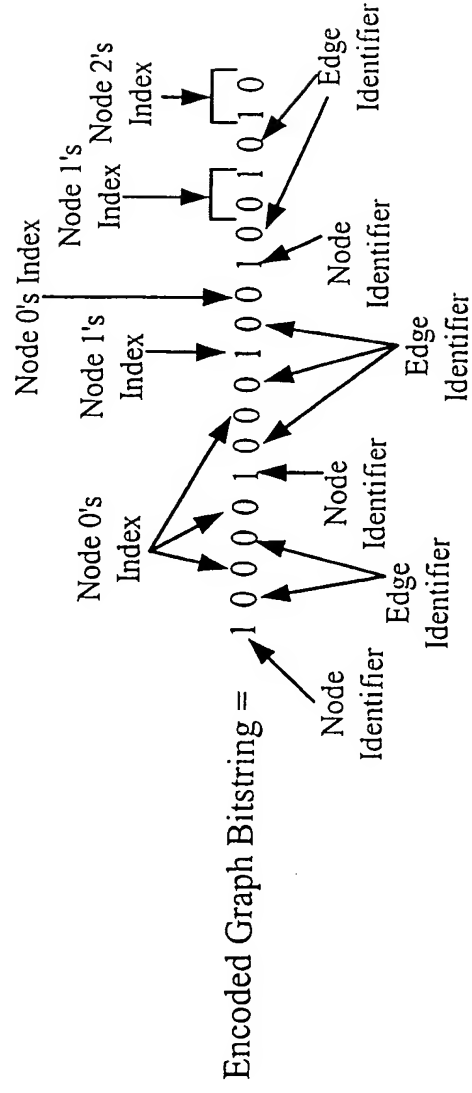 Node 0's Index
Node 0's
Index
Node 1's
Index
Node 1's
Index
Node 2's
Index
Encoded Graph Bitstring = 1 0 0 0 0 1 0 0 0 1 0 0 1 0 0 1 0 1 0
Node
Identifier
Edge
Identifier
Node
Identifier
Edge
Identifier
Node
Identifier
Edge
Identifier